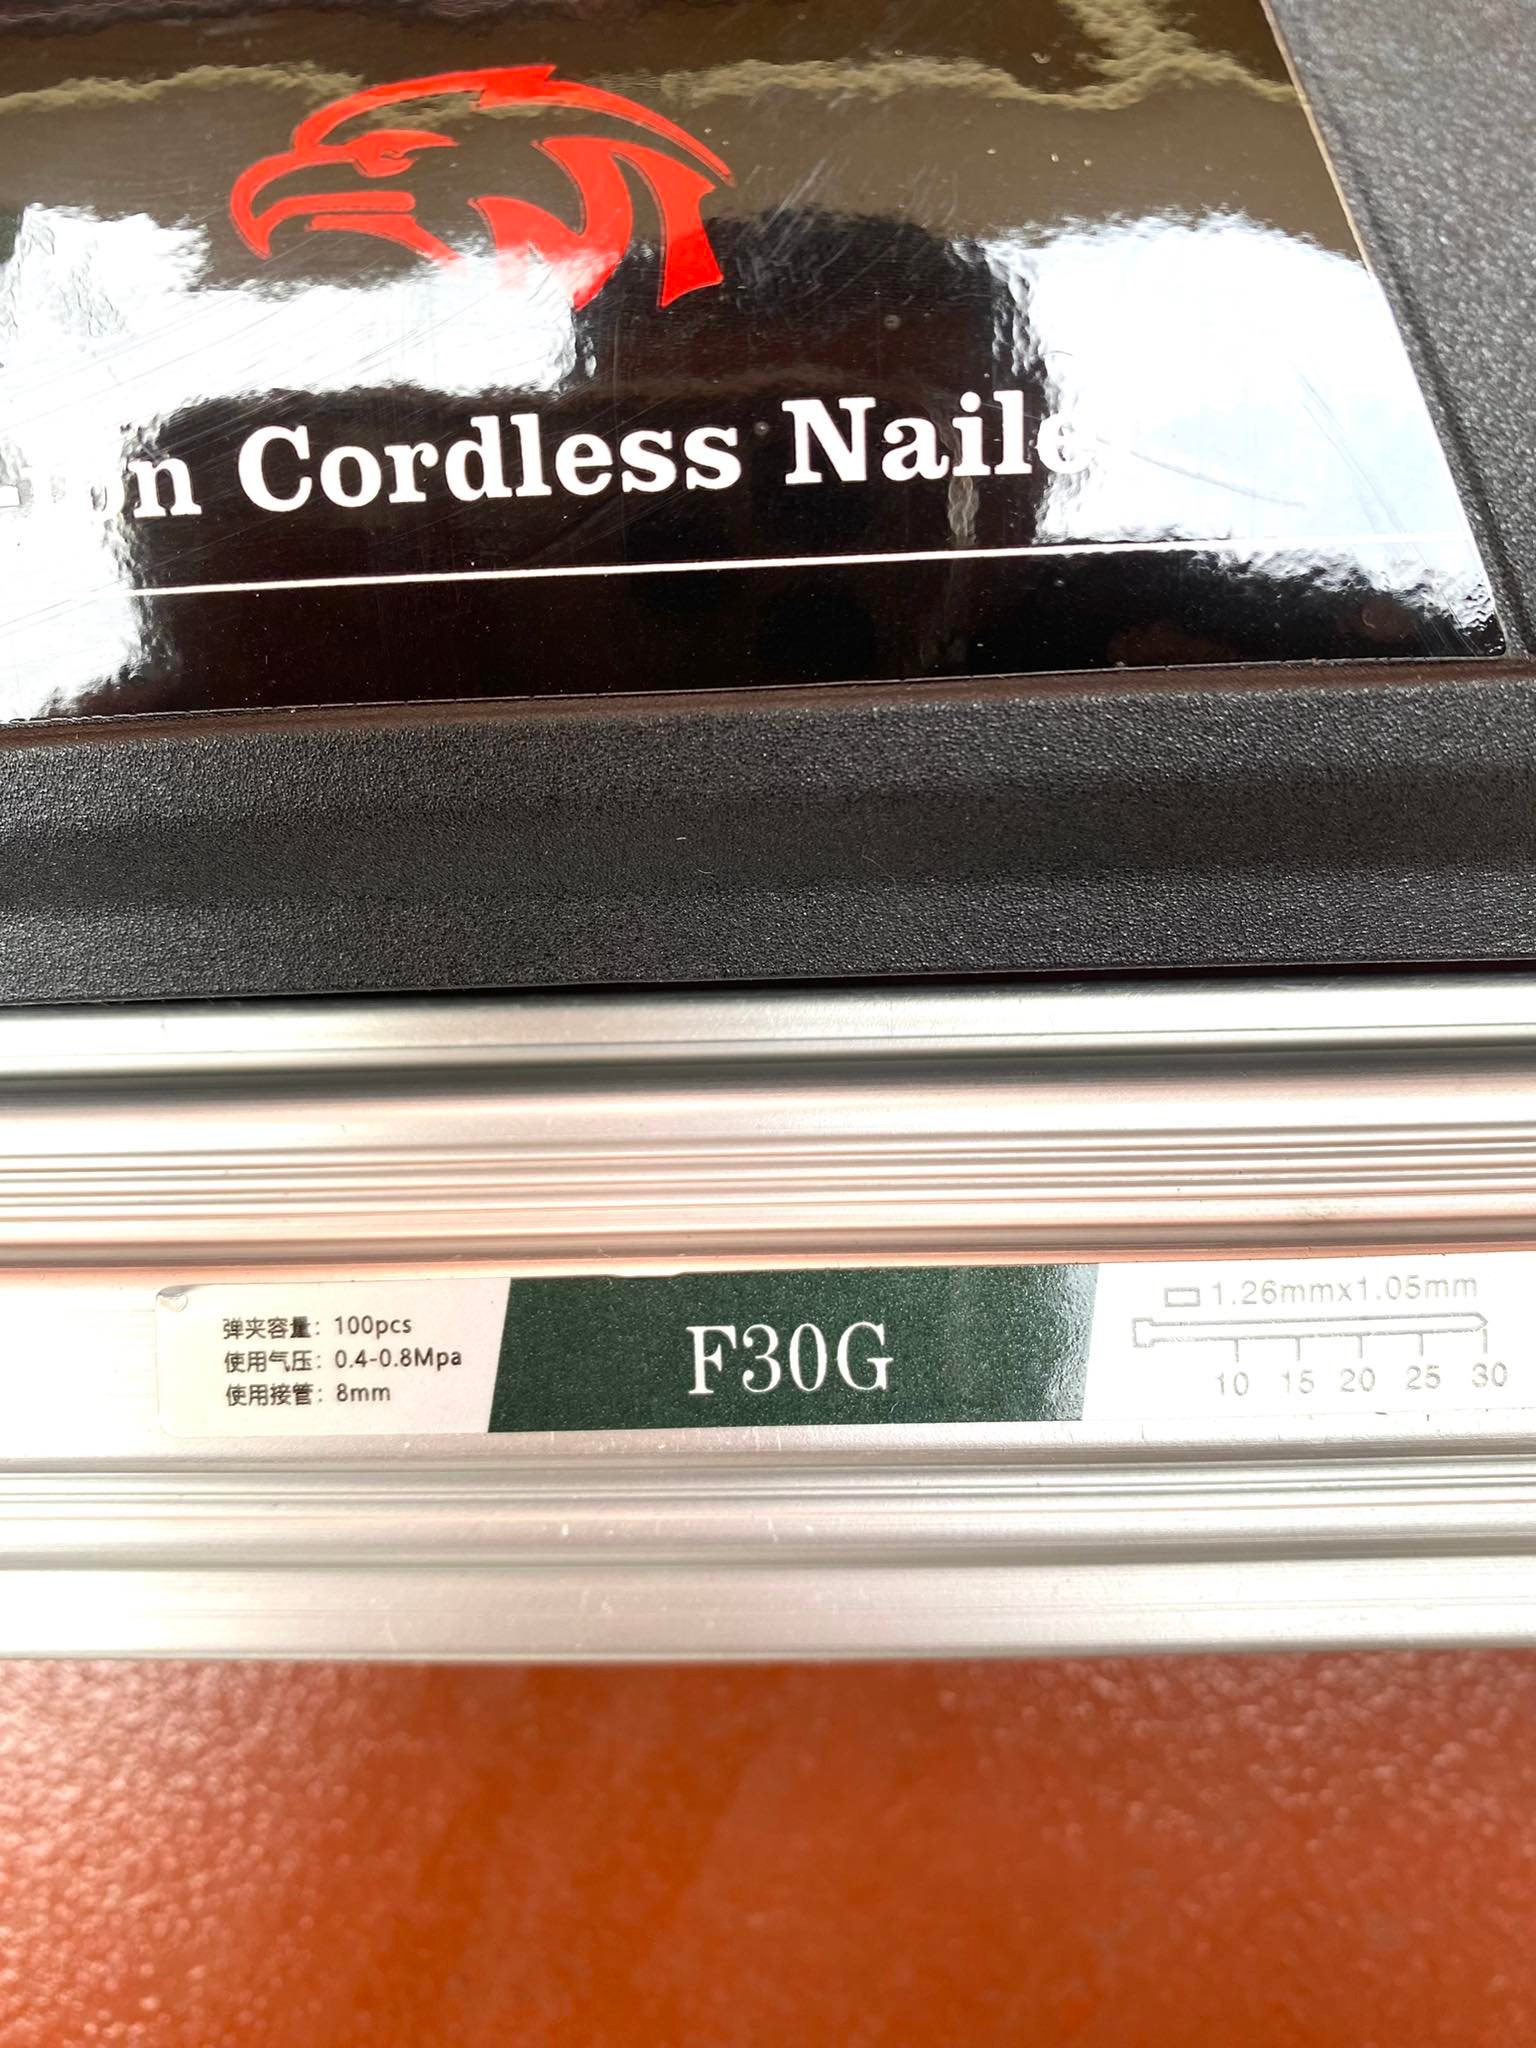 Cordless Nailer
弹夹容量：100pcs
使用气压：0.4-0.8Mpa
使用接管：8mm
F30G
1.26mmx1.05mm
10 15 20 25 30